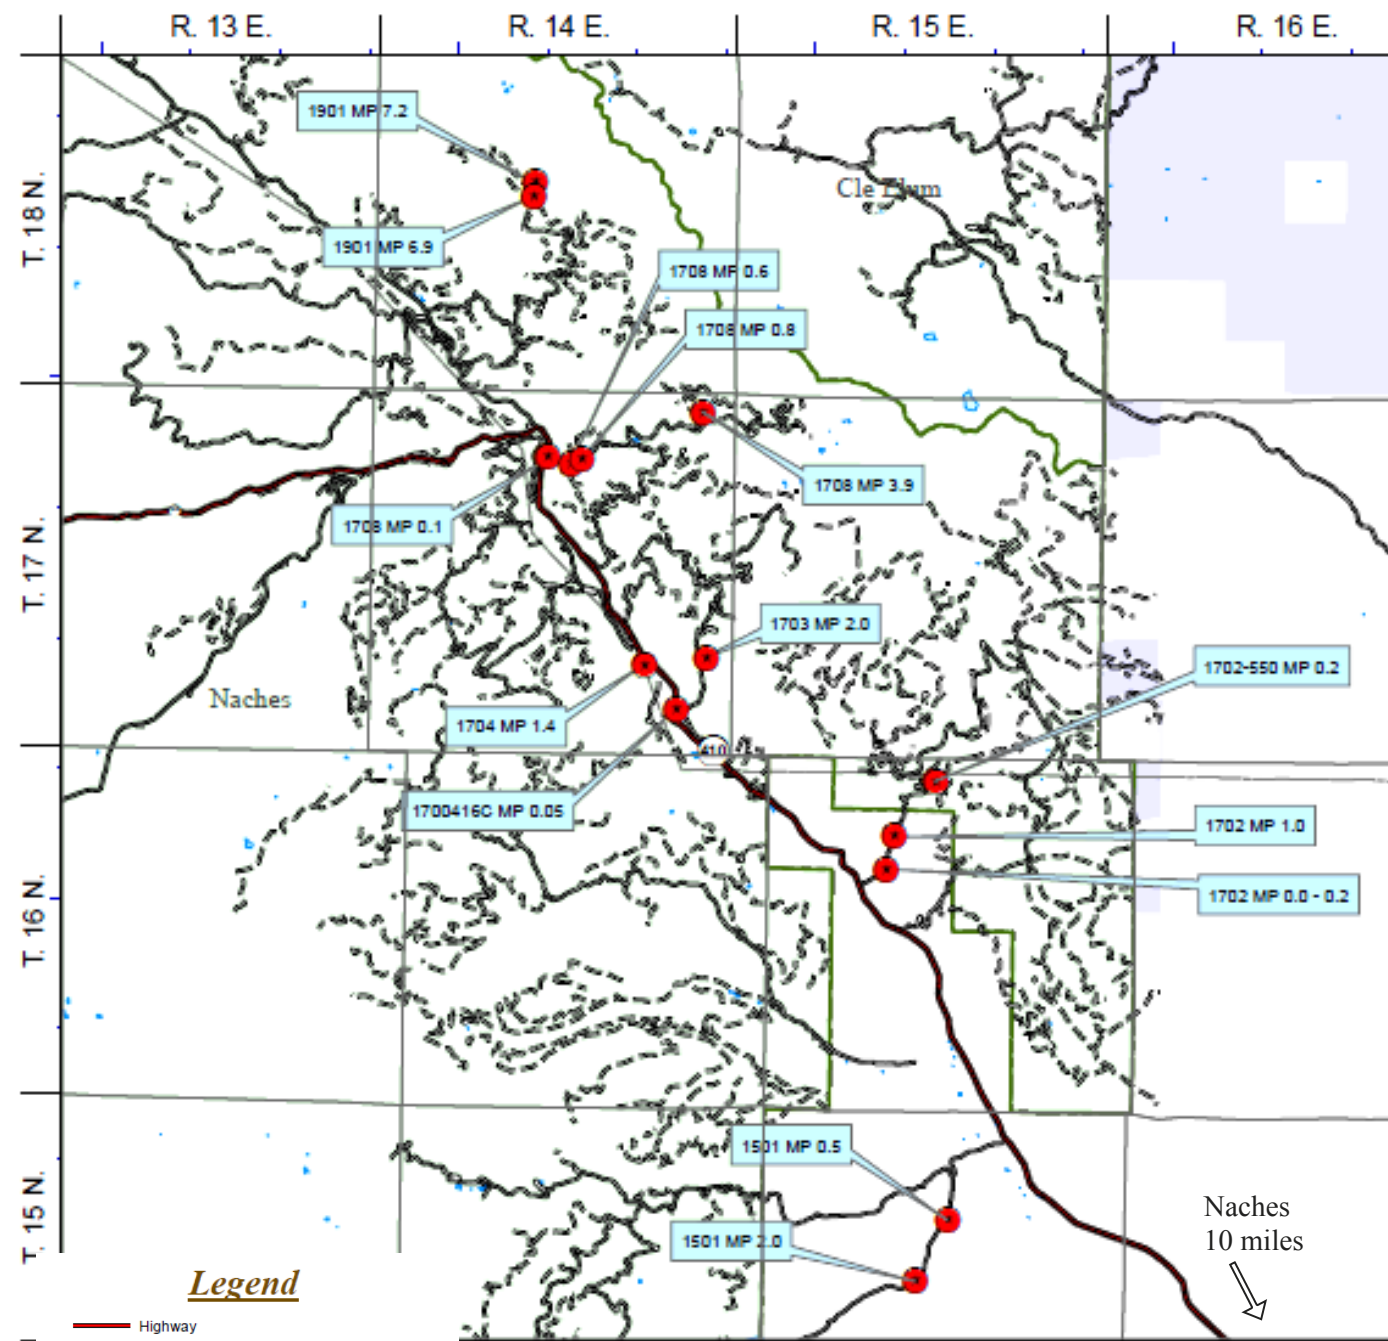 R. 13 E.
R. 14 E.
R. 15 E.
R. 16 E.
T. 18 N.
T. 17 N.
T. 16 N.
T. 15 N.
1901 MP 7.2
Cle Elum
1901 MP 6.9
1708 MP 0.6
1708 MP 0.8
1708 MP 3.9
1708 MP 0.1
1703 MP 2.0
1702-550 MP 0.2
Naches
1704 MP 1.4
410
1700416C MP 0.05
1702 MP 1.0
1702 MP 0.0 - 0.2
1501 MP 0.5
1501 MP 2.0
Naches
10 miles
Legend
Highway